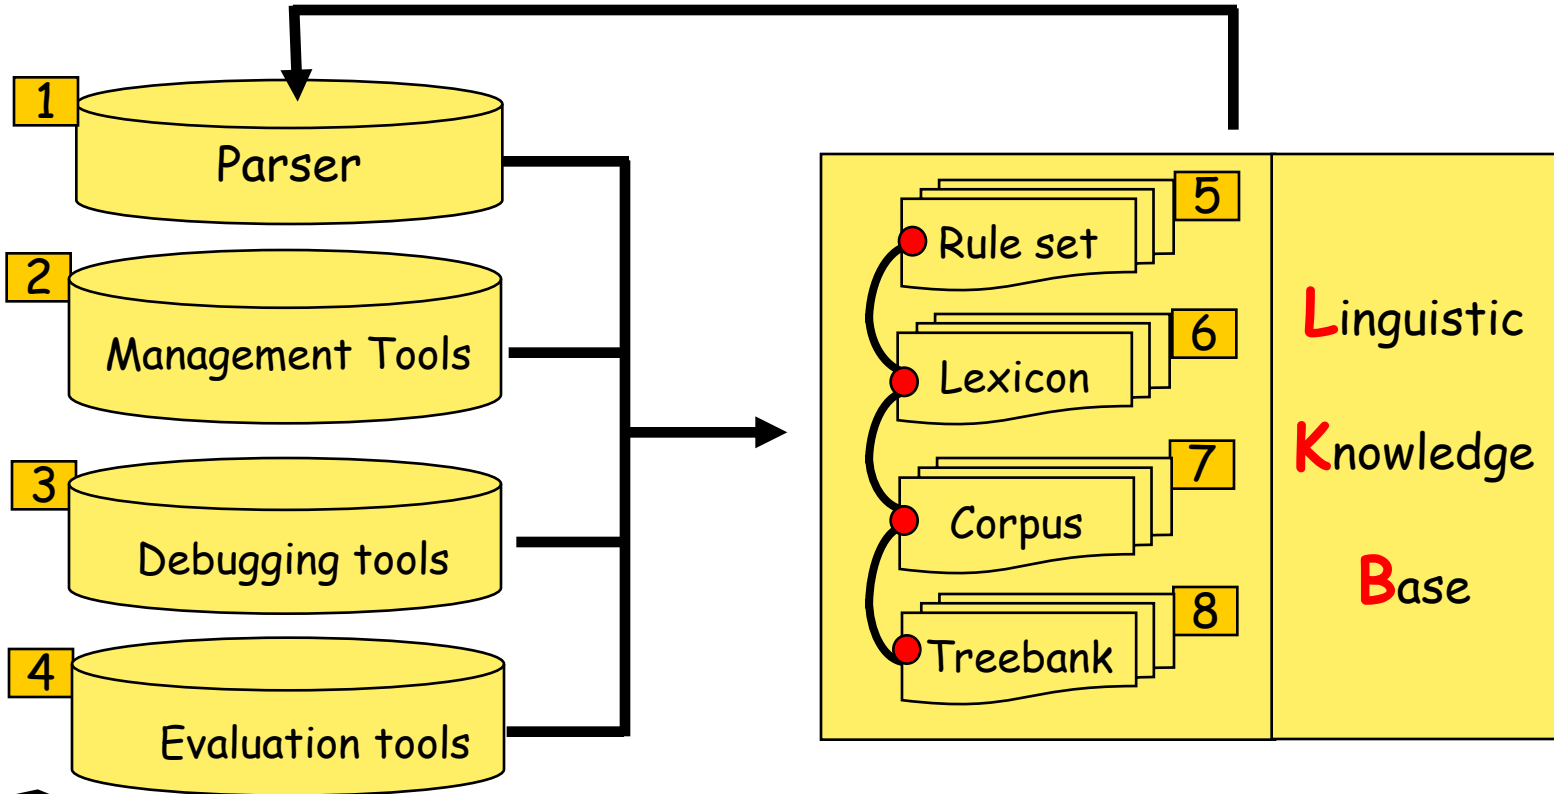 1
Parser
2
Management Tools
3
Debugging tools
4
Evaluation tools
5
Rule set
6
Lexicon
7
Corpus
8
Treebank
Linguistic
Knowledge
Base